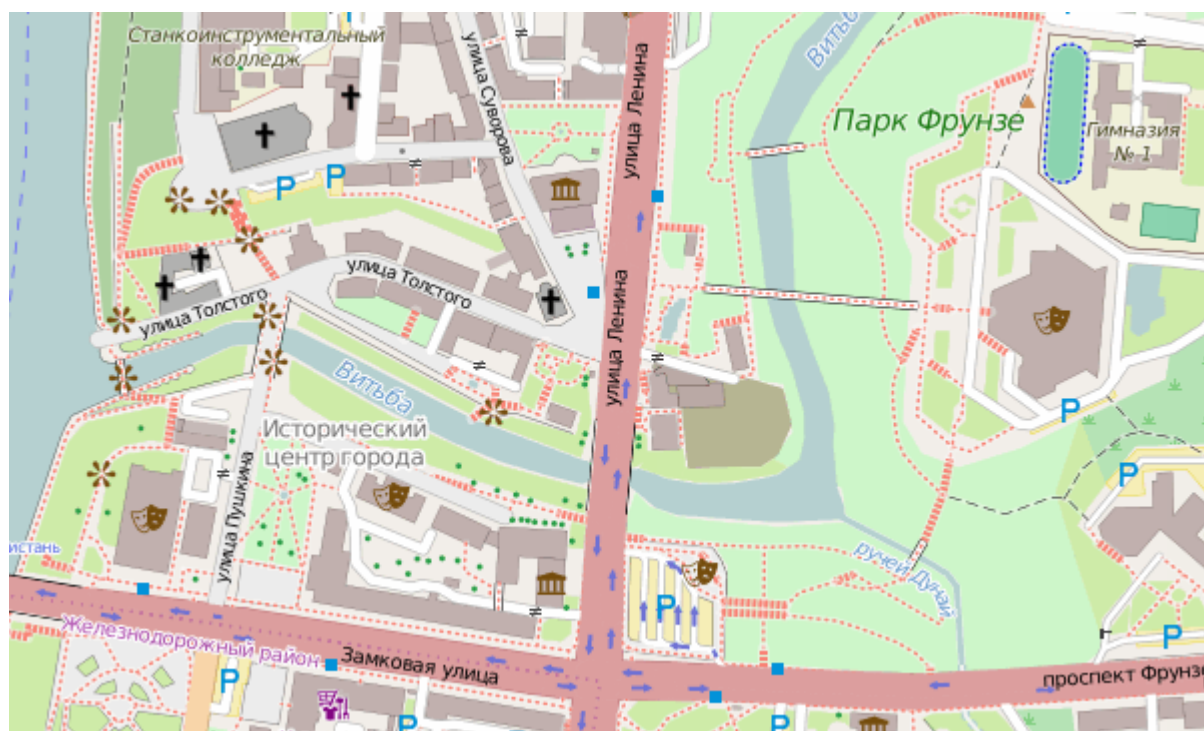 Станкоинструментальный
колледж
улица Суворова
улица Ленина
Витьб
Парк Фрунзе
Гимназия
№ 1
P
P
улица Толстого
улица Толстого
улица Ленина
Витьба
P
Исторический
центр города
P
улица Пушкина
истань
ручей Дунай
P
P
Железнодорожный район
Замковая улица
проспект Фрунзе
P
P
P